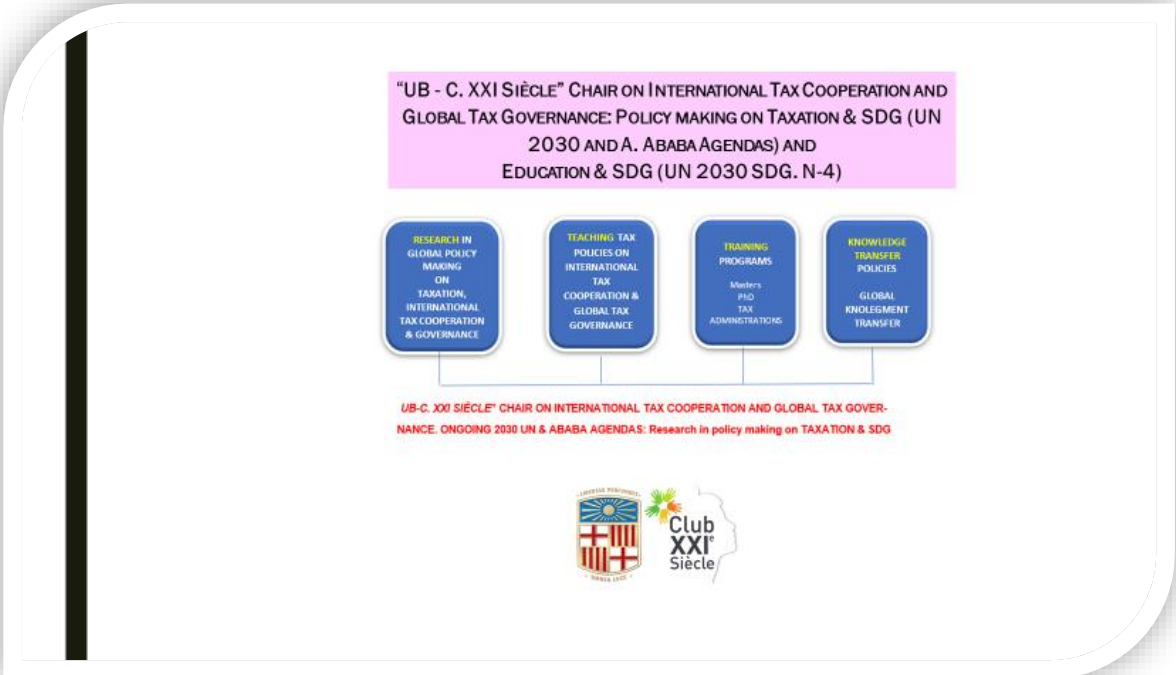 “UB - C. XXI SIÈCLE” CHAIR ON INTERNATIONAL TAX COOPERATION AND
GLOBAL TAX GOVERNANCE: POLICY MAKING ON TAXATION & SDG (UN
2030 AND A. ABABA AGENDAS) AND
EDUCATION & SDG (UN 2030 SDG. N-4)
RESEARCH IN
GLOBAL POLICY
MAKING
ON
TAXATION,
INTERNATIONAL
TAX COOPERATION
& GOVERNANCE
TEACHING TAX
POLICIES ON
INTERNATIONAL
TAX
COOPERATION &
GLOBAL TAX
GOVERNANCE
TRAINING
PROGRAMS
Masters
PhD
TAX
ADMINISTRATIONS
KNOWLEDGE
TRANSFER
POLICIES
GLOBAL
KNOLEGMENT
TRANSFER
UB-C. XXI SIÈCLE” CHAIR ON INTERNATIONAL TAX COOPERATION AND GLOBAL TAX GOVER-
NANCE. ONGOING 2030 UN & ABABA AGENDAS: Research in policy making on TAXATION & SDG
Club
XXIe
Siècle